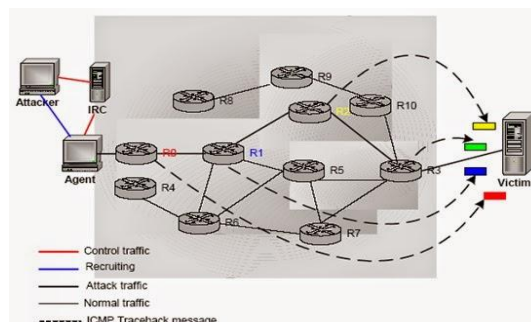 R9
R8
R2
R10
Attacker
IRC
Agent
R0
R1
R5
R3
Victim
R4
R6
R7
Control traffic
Recruiting
Attack traffic
Normal traffic
ICMP Traceback message